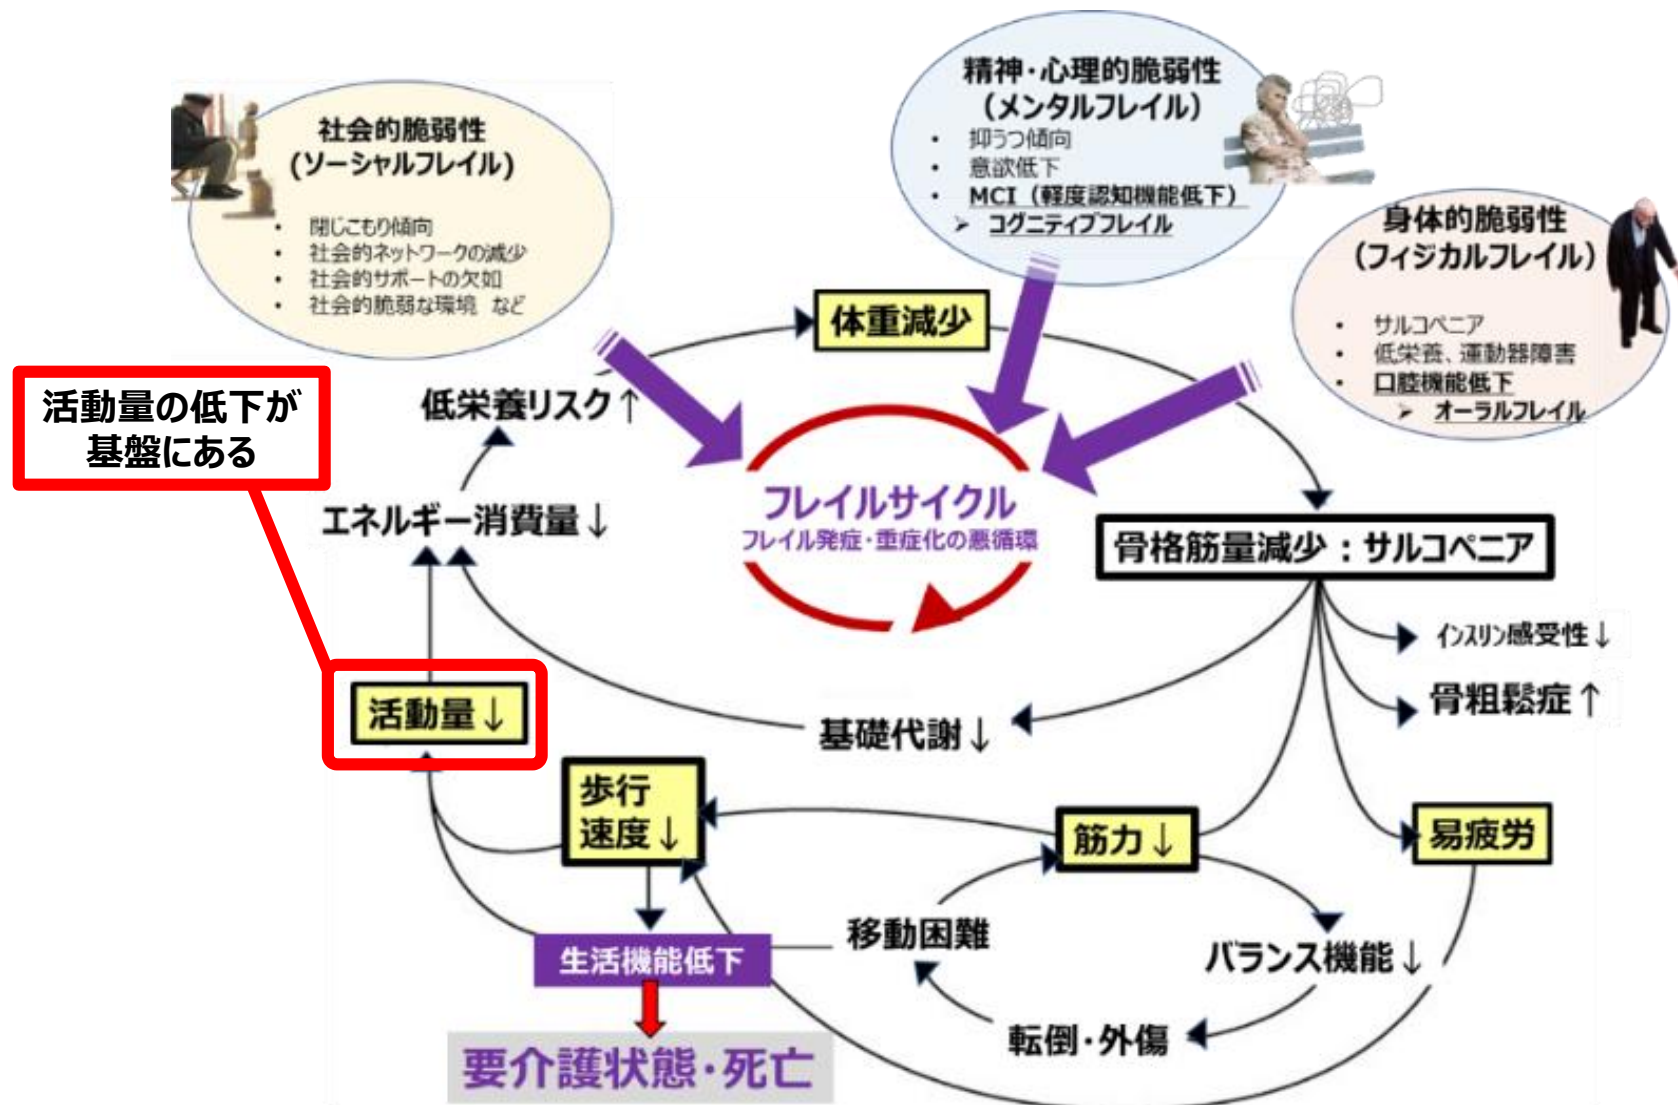 社会的脆弱性
(ソーシャルフレイル)
・ 閉じこもり傾向
・ 社会的ネットワークの減少
・ 社会的サポートの欠如
・ 社会的脆弱な環境 など
精神・心理的脆弱性
(メンタルフレイル)
・ 抑うつ傾向
・ 意欲低下
・ MCI(軽度認知機能低下)
➢ コグニティブフレイル
身体的脆弱性
(フィジカルフレイル)
・ サルコペニア
・ 低栄養、運動器障害
・ 口腔機能低下
➢ オーラルフレイル
活動量の低下が
基盤にある
体重減少
低栄養リスク↑
エネルギー消費量↓
フレイルサイクル
フレイル発症・重症化の悪循環
骨格筋量減少:サルコペニア
インスリン感受性↓
骨粗鬆症↑
活動量↓
基礎代謝↓
歩行
速度↓
筋力↓
易疲労
生活機能低下
移動困難
バランス機能↓
転倒・外傷
要介護状態・死亡